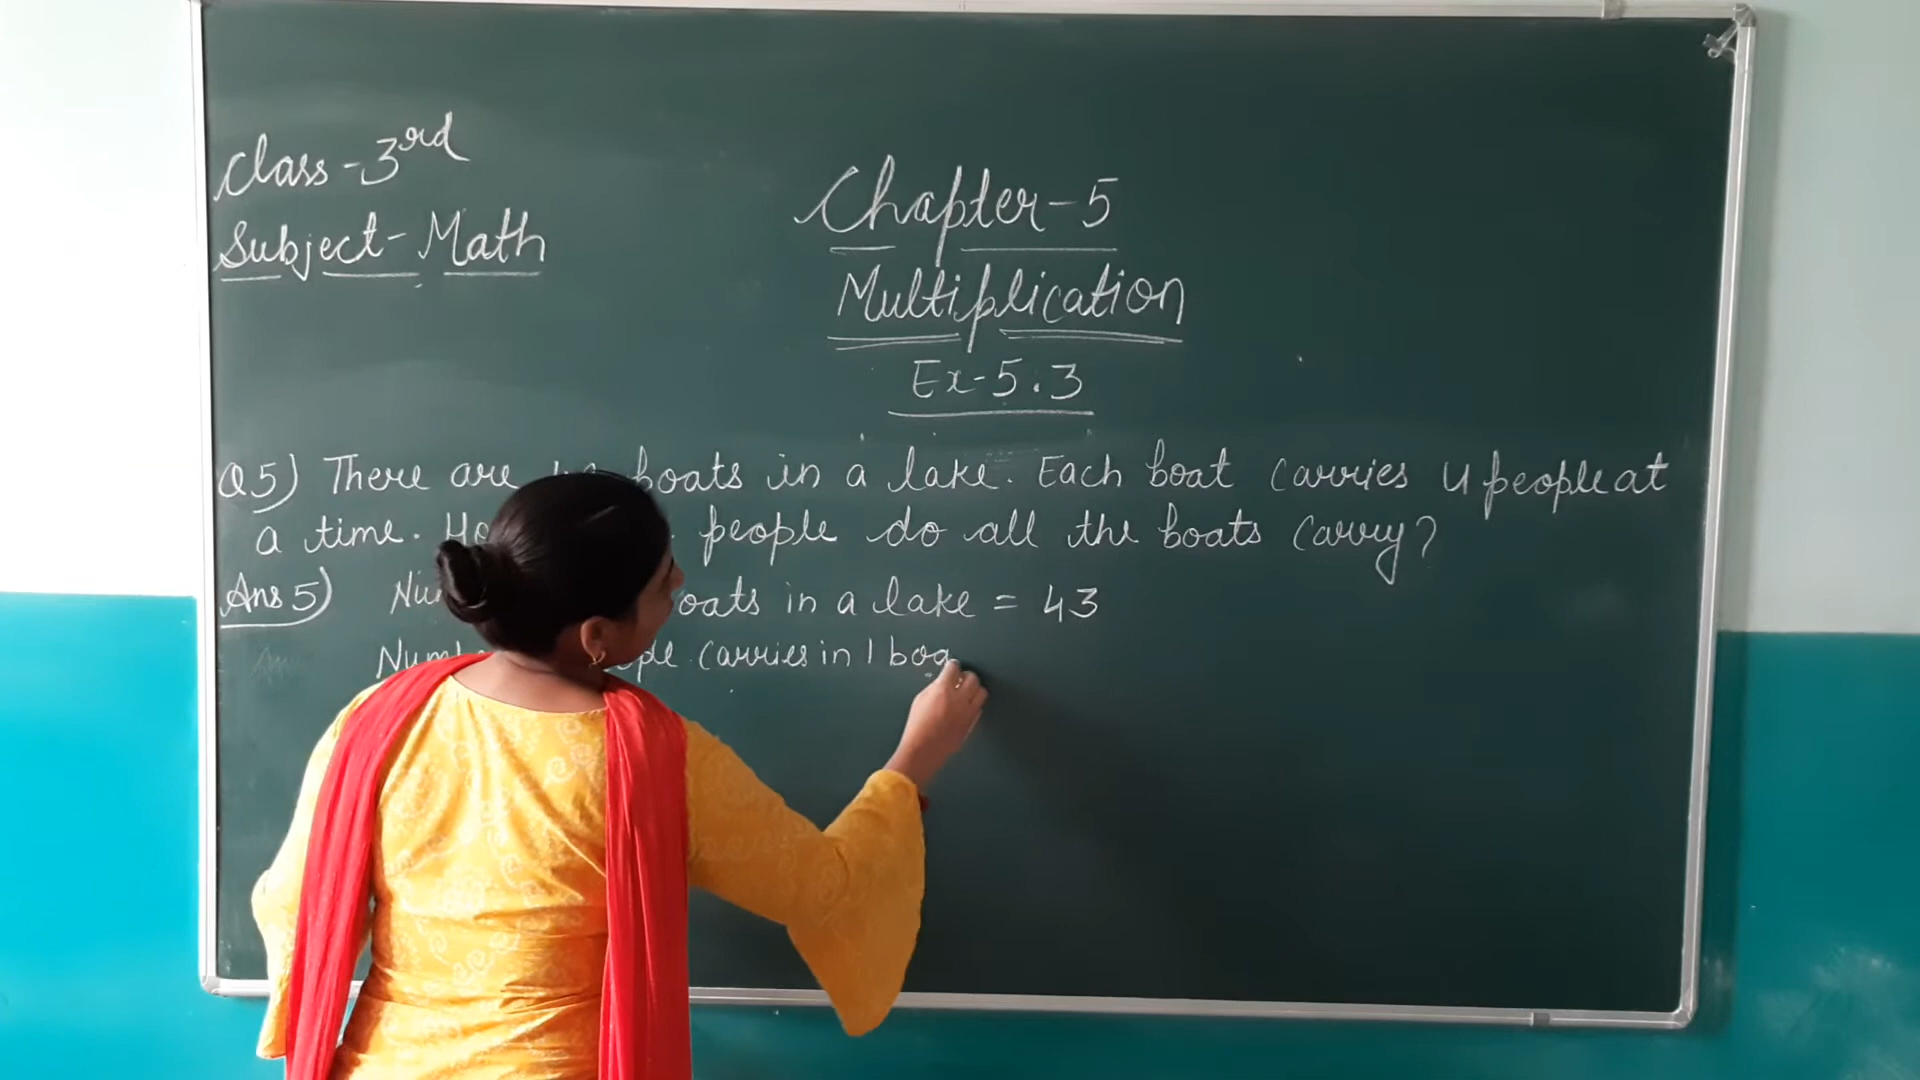 Class-3rd
Subject-Math
Chapter-5
Multiplication
Ex-5.3
Q5) There are boats in a lake. Each boat carries 4 people at
a time. people do all the boats carry?
Ans 5) boats in a lake = 43
carries in 1 boa